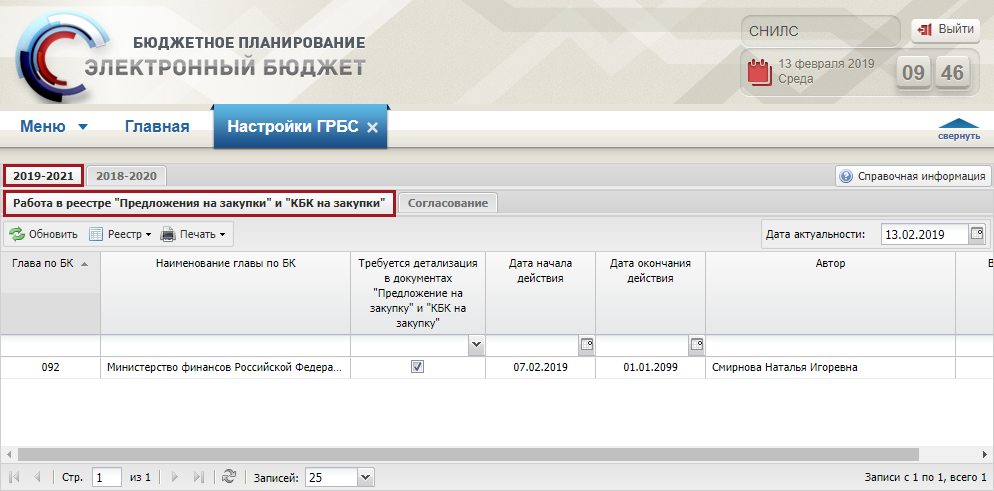 БЮДЖЕТНОЕ ПЛАНИРОВАНИЕ
ЭЛЕКТРОННЫЙ БЮДЖЕТ
СНИЛС
Выйти
13 февраля 2019
Среда
09 46
Меню
Главная
Настройки ГРБС
свернуть
2019-2021
2018-2020
Справочная информация
Работа в реестре "Предложения на закупки" и "КБК на закупки"
Согласование
Обновить
Реестр
Печать
Дата актуальности:
13.02.2019
Глава по БК
Наименование главы по БК
Требуется детализация
в документах
"Предложение на
закупку" и "КБК на
закупку"
Дата начала
действия
Дата окончания
действия
Автор
В
092
Министерство финансов Российской Федера...
07.02.2019
01.01.2099
Смирнова Наталья Игоревна
Стр.
1
из 1
Записей:
25
Записи с 1 по 1, всего 1